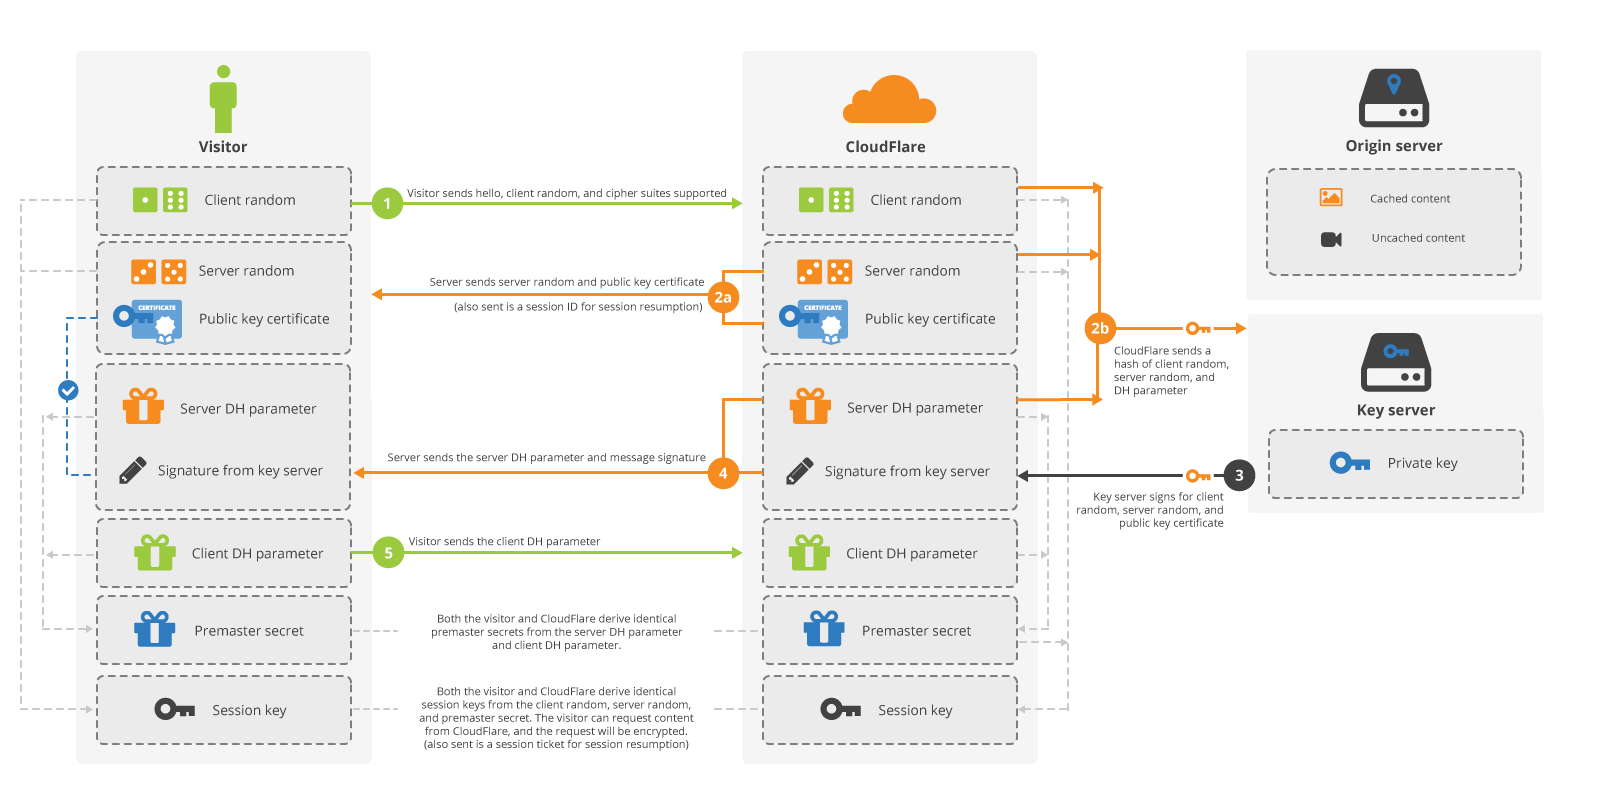 Visitor
CloudFlare
Origin server
Client random
1
Visitor sends hello, client random, and cipher suites supported
Client random
Cached content
Uncached content
Server random
CERTIFICATE
Public key certificate
Server sends server random and public key certificate
(also sent is a session ID for session resumption)
2a
Server random
CERTIFICATE
Public key certificate
2b
CloudFlare sends a
hash of client random,
server random, and
DH parameter
Key server
Private key
Server DH parameter
Signature from key server
Server sends the server DH parameter and message signature
4
Server DH parameter
Signature from key server
3
Key server signs for client
random, server random, and
public key certificate
Client DH parameter
5
Visitor sends the client DH parameter
Client DH parameter
Premaster secret
Both the visitor and CloudFlare derive identical
premaster secrets from the server DH parameter
and client DH parameter.
Premaster secret
Session key
Both the visitor and CloudFlare derive identical
session keys from the client random, server random,
and premaster secret. The visitor can request content
from CloudFlare, and the request will be encrypted.
(also sent is a session ticket for session resumption)
Session key